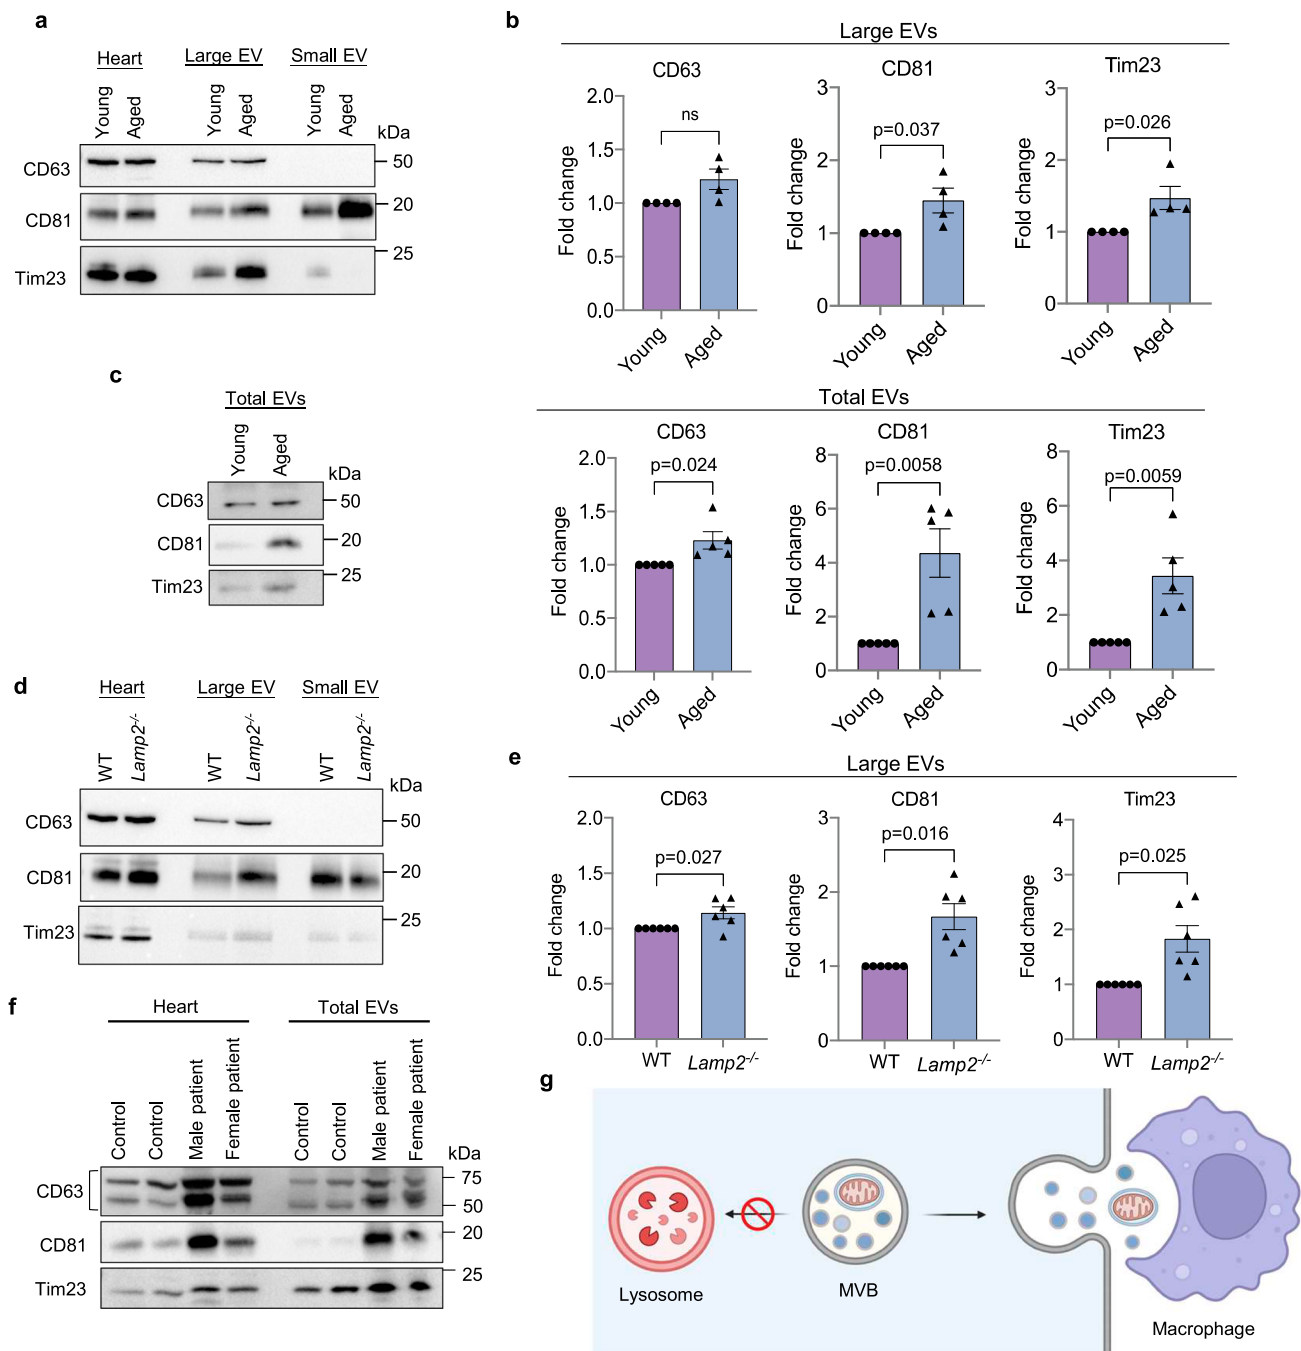 a
Heart Large EV Small EV
Young Aged Young Aged Young Aged
kDa
CD63 50
CD81 20
25
Tim23
b
Large EVs
CD63 CD81 Tim23
Fold change
2.0
1.5
1.0
0.5
0.0
ns
Young Aged
Fold change
3
2
1
0
p=0.037
Young Aged
Fold change
3
2
1
0
p=0.026
Young Aged
Total EVs
CD63 CD81 Tim23
Fold change
2.0
1.5
1.0
0.5
0.0
p=0.024
Young Aged
Fold change
8
6
4
2
0
p=0.0058
Young Aged
Fold change
8
6
4
2
0
p=0.0059
Young Aged
c
Total EVs
Young Aged
kDa
CD63 50
CD81 20
Tim23 25
d
Heart Large EV Small EV
WT Lamp2-/- WT Lamp2-/- WT Lamp2-/-
kDa
CD63 50
CD81 20
25
Tim23
e
Large EVs
CD63 CD81 Tim23
Fold change
2.0
1.5
1.0
0.5
0.0
p=0.027
WT Lamp2-/-
Fold change
3
2
1
0
p=0.016
WT Lamp2-/-
Fold change
4
3
2
1
0
p=0.025
WT Lamp2-/-
f
Heart Total EVs
Control Control Male patient Female patient Control Control Male patient Female patient
kDa
75
CD63
50
CD81 20
25
Tim23
g
Lysosome
MVB
Macrophage